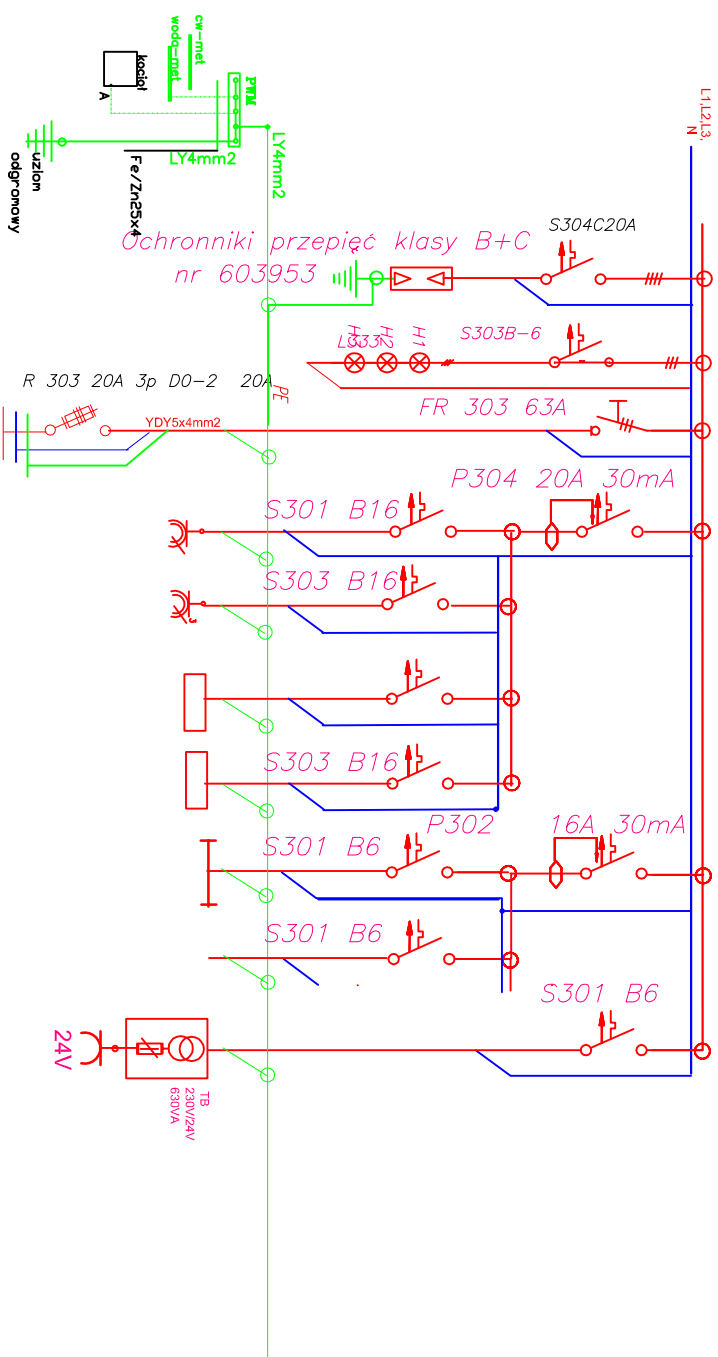 L1,L2,L3,
N
cw-met
woda-met
kocioł
A
PWM
LY4mm2
LY4mm2
Fe/Zn25x4
uziom
odgromowy
S304C20A
Ochronniki przepięć klasy B+C
nr 603953
S303B-6
L333
H1
H2
H3
R 303 20A 3p D0-2 20A
PE
FR 303 63A
YDY5x4mm2
P304 20A 30mA
S301 B16
S303 B16
3
S303 B16
P302 16A 30mA
S301 B6
S301 B6
S301 B6
24V
TB
230V/24V
630VA